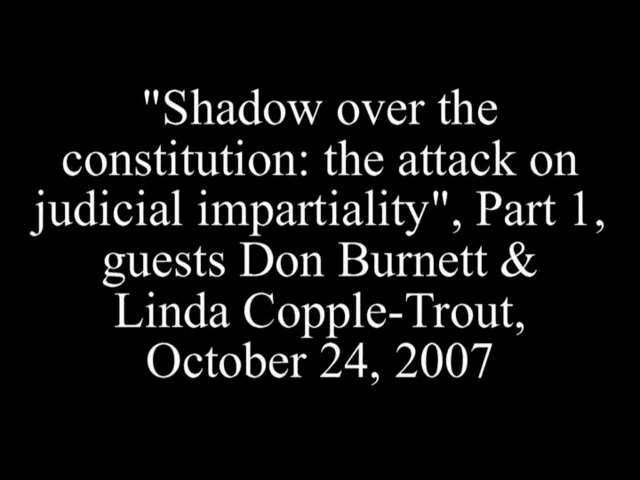 "Shadow over the
constitution: the attack on
judicial impartiality", Part 1,
guests Don Burnett &
Linda Copple-Trout,
October 24, 2007